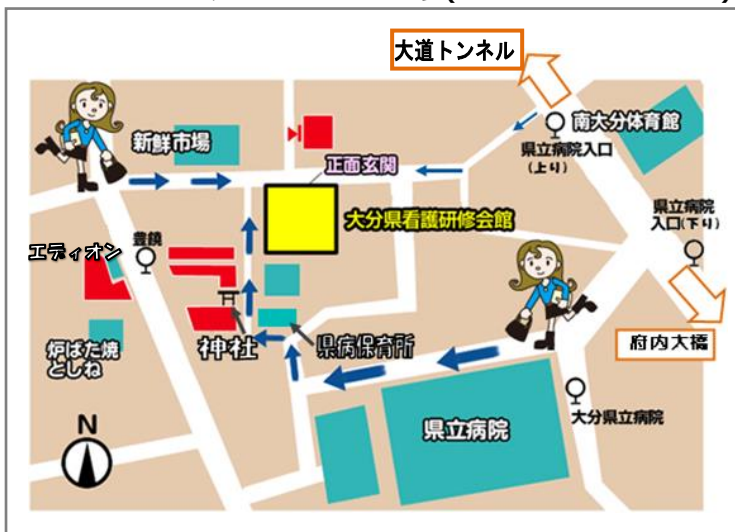 大道トンネル
新鮮市場
南大分体育館
県立病院入口
(上り)
正面玄関
大分県看護研修会館
県立病院
入口(下り)
豊饒
エディオン
炉ばた焼
としね
神社
県病保育所
府内大橋
N
県立病院
大分県立病院